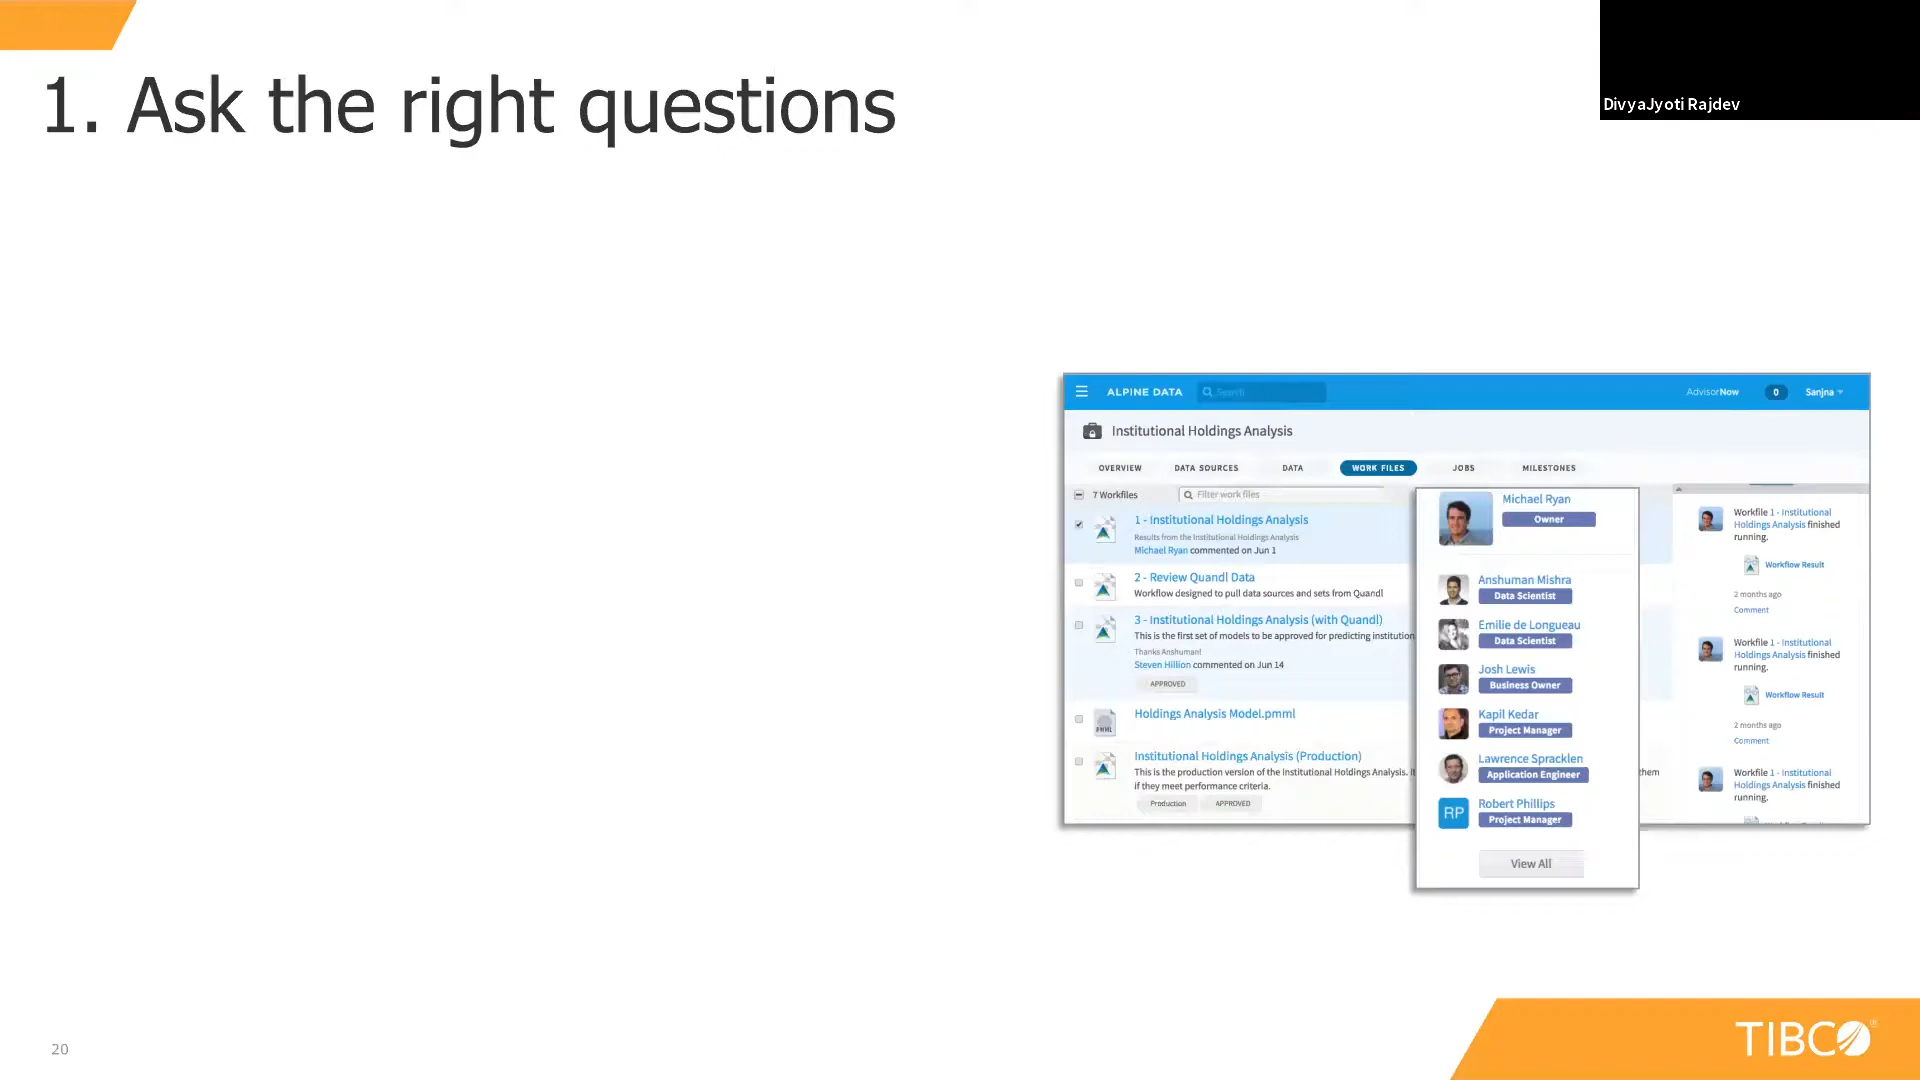 1. Ask the right questions
DivyaJyoti Rajdev
ALPINE DATA
Search
AdvisorNow
0
Sanjna
Institutional Holdings Analysis
OVERVIEW
DATA SOURCES
DATA
WORK FILES
JOBS
MILESTONES
7 Workfiles
Filter work files
1 - Institutional Holdings Analysis
Results from the Institutional Holdings Analysis
Michael Ryan commented on Jun 1
2 - Review Quandl Data
Workflow designed to pull data sources and sets from Quandl
3 - Institutional Holdings Analysis (with Quandl)
This is the first set of models to be approved for predicting institution
Thanks Anshuman!
Steven Hillion commented on Jun 14
APPROVED
PMML
Holdings Analysis Model.pmml
Institutional Holdings Analysis (Production)
This is the production version of the Institutional Holdings Analysis. It
them
if they meet performance criteria.
Production
APPROVED
Michael Ryan
Owner
Anshuman Mishra
Data Scientist
Emilie de Longueau
Data Scientist
Josh Lewis
Business Owner
Kapil Kedar
Project Manager
Lawrence Spracklen
Application Engineer
RP
Robert Phillips
Project Manager
View All
Workfile 1 - Institutional
Holdings Analysis finished
running.
Workflow Result
2 months ago
Comment
Workfile 1 - Institutional
Holdings Analysis finished
running.
Workflow Result
2 months ago
Comment
Workfile 1 - Institutional
Holdings Analysis finished
running.
20
TIBCO®